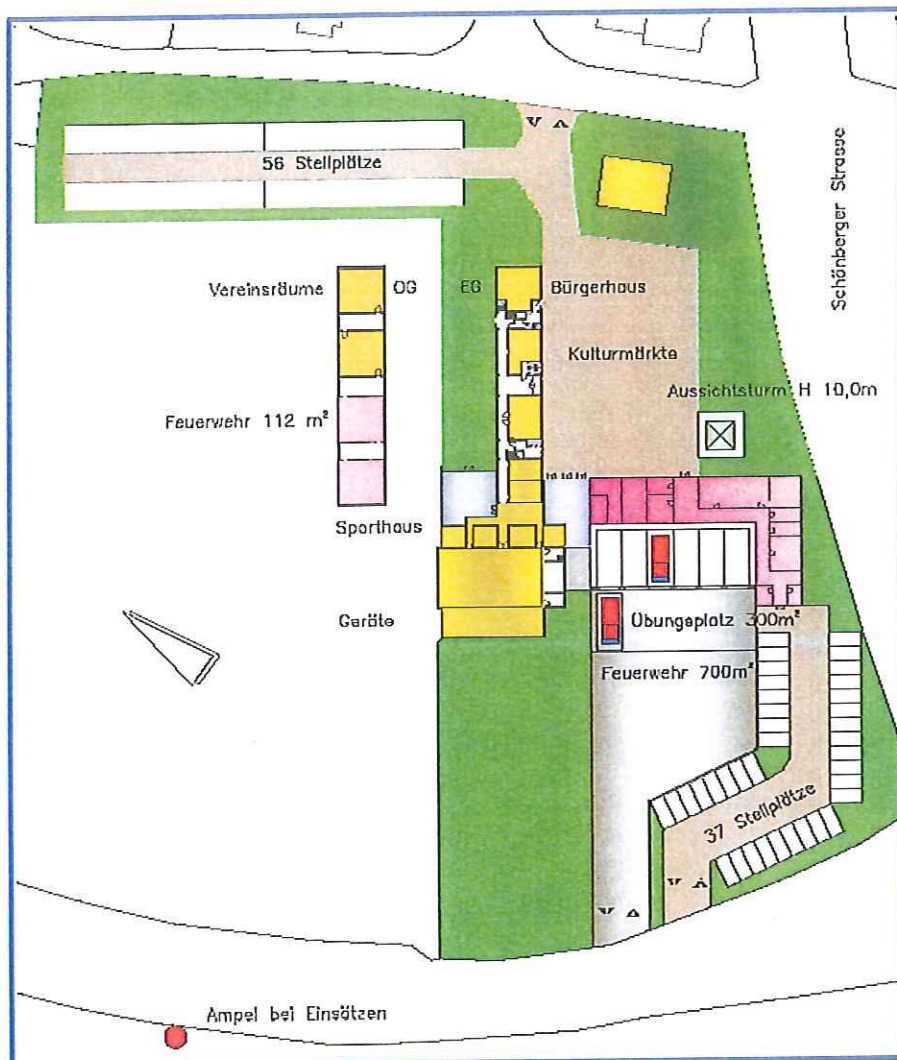 56 Stellplätze
Schönberger Strasse
Vereinsräume OG EG Bürgerhaus
Kulturmärkte
Aussichtsturm H 10,0m
Feuerwehr 112 m²
Sporthaus
Geräte
Übungsplatz 300m²
Feuerwehr 700m²
37 Stellplätze
Ampel bei Einsätzen